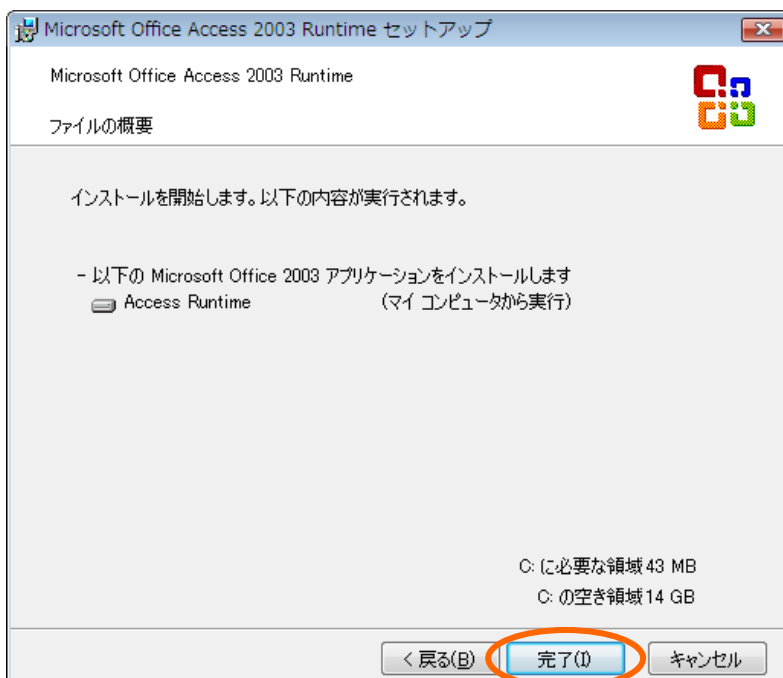 Microsoft Office Access 2003 Runtime セットアップ
Microsoft Office Access 2003 Runtime
ファイルの概要
インストールを開始します。以下の内容が実行されます。
- 以下の Microsoft Office 2003 アプリケーションをインストールします
Access Runtime (マイ コンピュータから実行)
C: に必要な領域 43 MB
C: の空き領域 14 GB
< 戻る(B) 完了(I) キャンセル